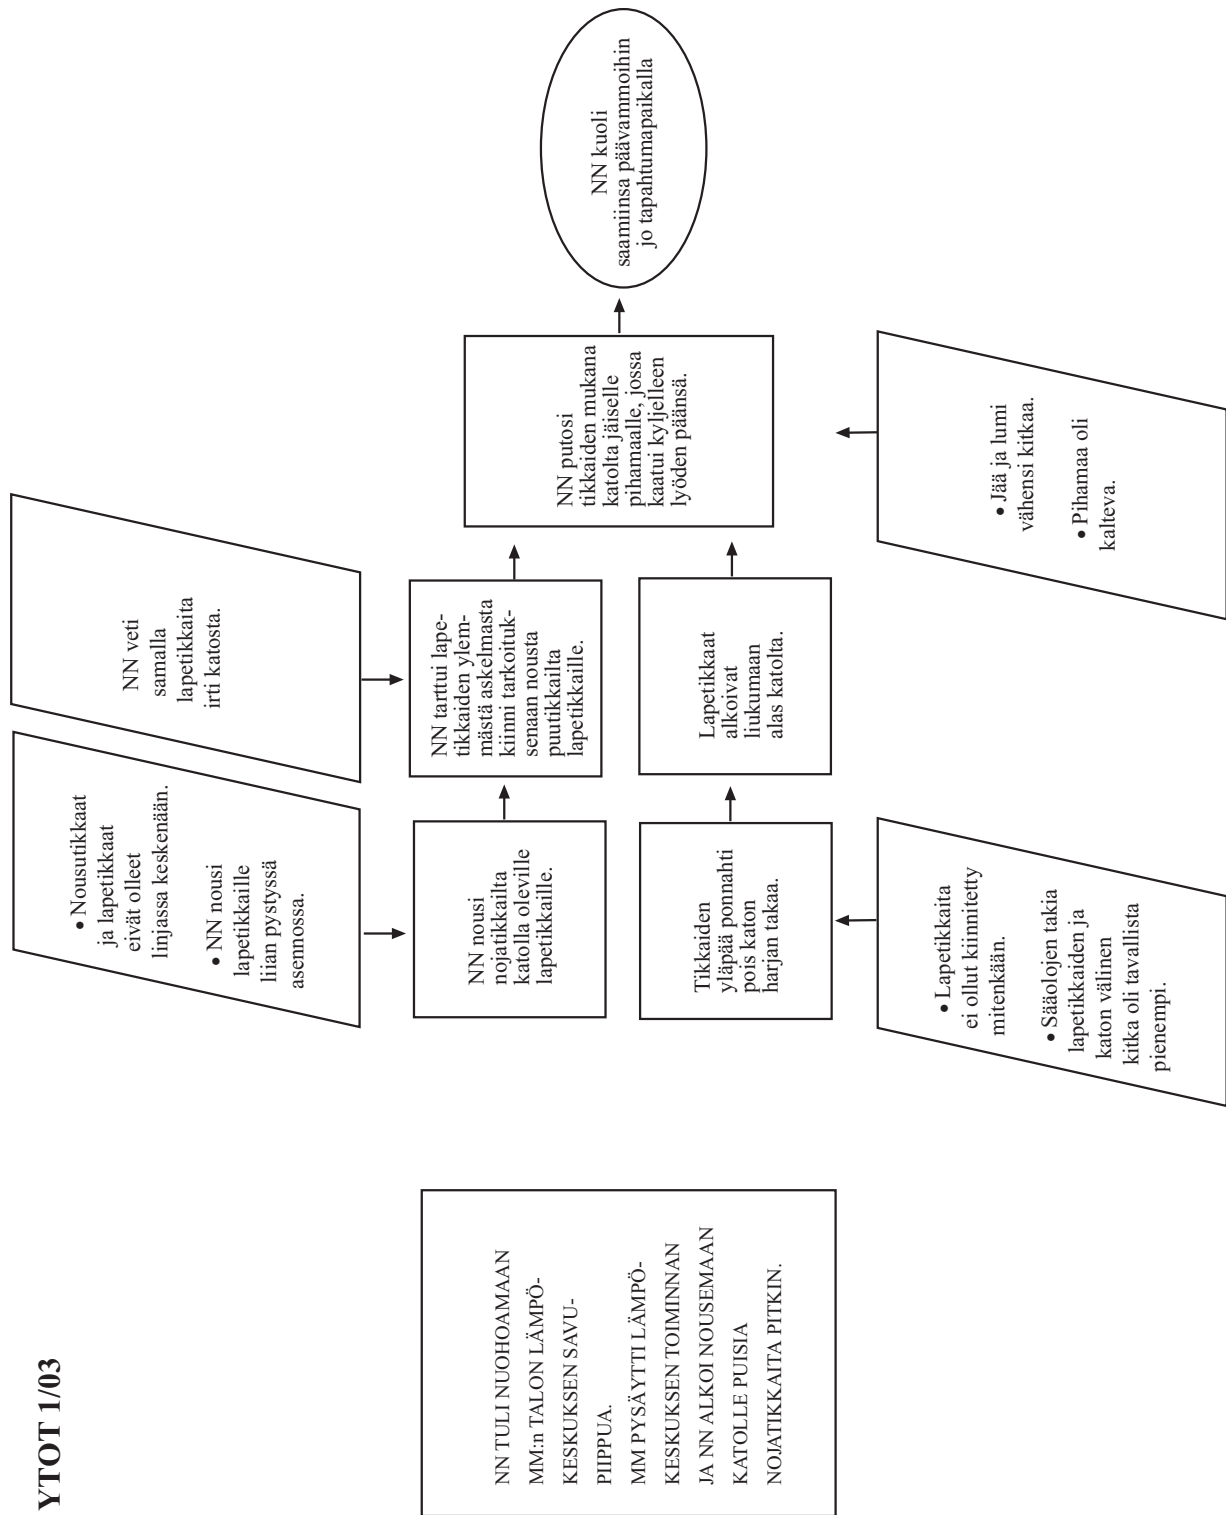 YTOT 1/03
NN TULI NUOHOAMAAN
MM:n TALON LÄMPÖ-
KESKUKSEN SAVU-
PIIPPUA.
MM PYSÄYTTI LÄMPÖ-
KESKUKSEN TOIMINNAN
JA NN ALKOI NOUSEMAAN
KATOLLE PUISIA
NOJATIKKAITA PITKIN.
• Nousutikkaat
ja lapetikkaat
eivät olleet
linjassa keskenään.
• NN nousi
lapetikkaille
liian pystyssä
asennossa.
NN veti
samalla
lapetikkaita
irti katosta.
NN nousi
nojatikkailta
katolla oleville
lapetikkaille.
NN tarttui lape-
tikkaiden ylem-
mästä askelmasta
kiinni tarkoituk-
senaan nousta
puutikkailta
lapetikkaille.
Tikkaiden
yläpää ponnahti
pois katon
harjan takaa.
Lapetikkaat
alkoivat
liukumaan
alas katolta.
NN putosi
tikkaiden mukana
katolta jäiselle
pihamaalle, jossa
kaatui kyljelleen
lyöden päänsä.
NN kuoli
saamiinsa päävammoihin
jo tapahtumapaikalla
• Lapetikkaita
ei ollut kiinnitetty
mitenkään.
• Sääolojen takia
lapetikkaiden ja
katon välinen
kitka oli tavallista
pienempi.
• Jää ja lumi
vähensi kitkaa.
• Pihamaa oli
kalteva.